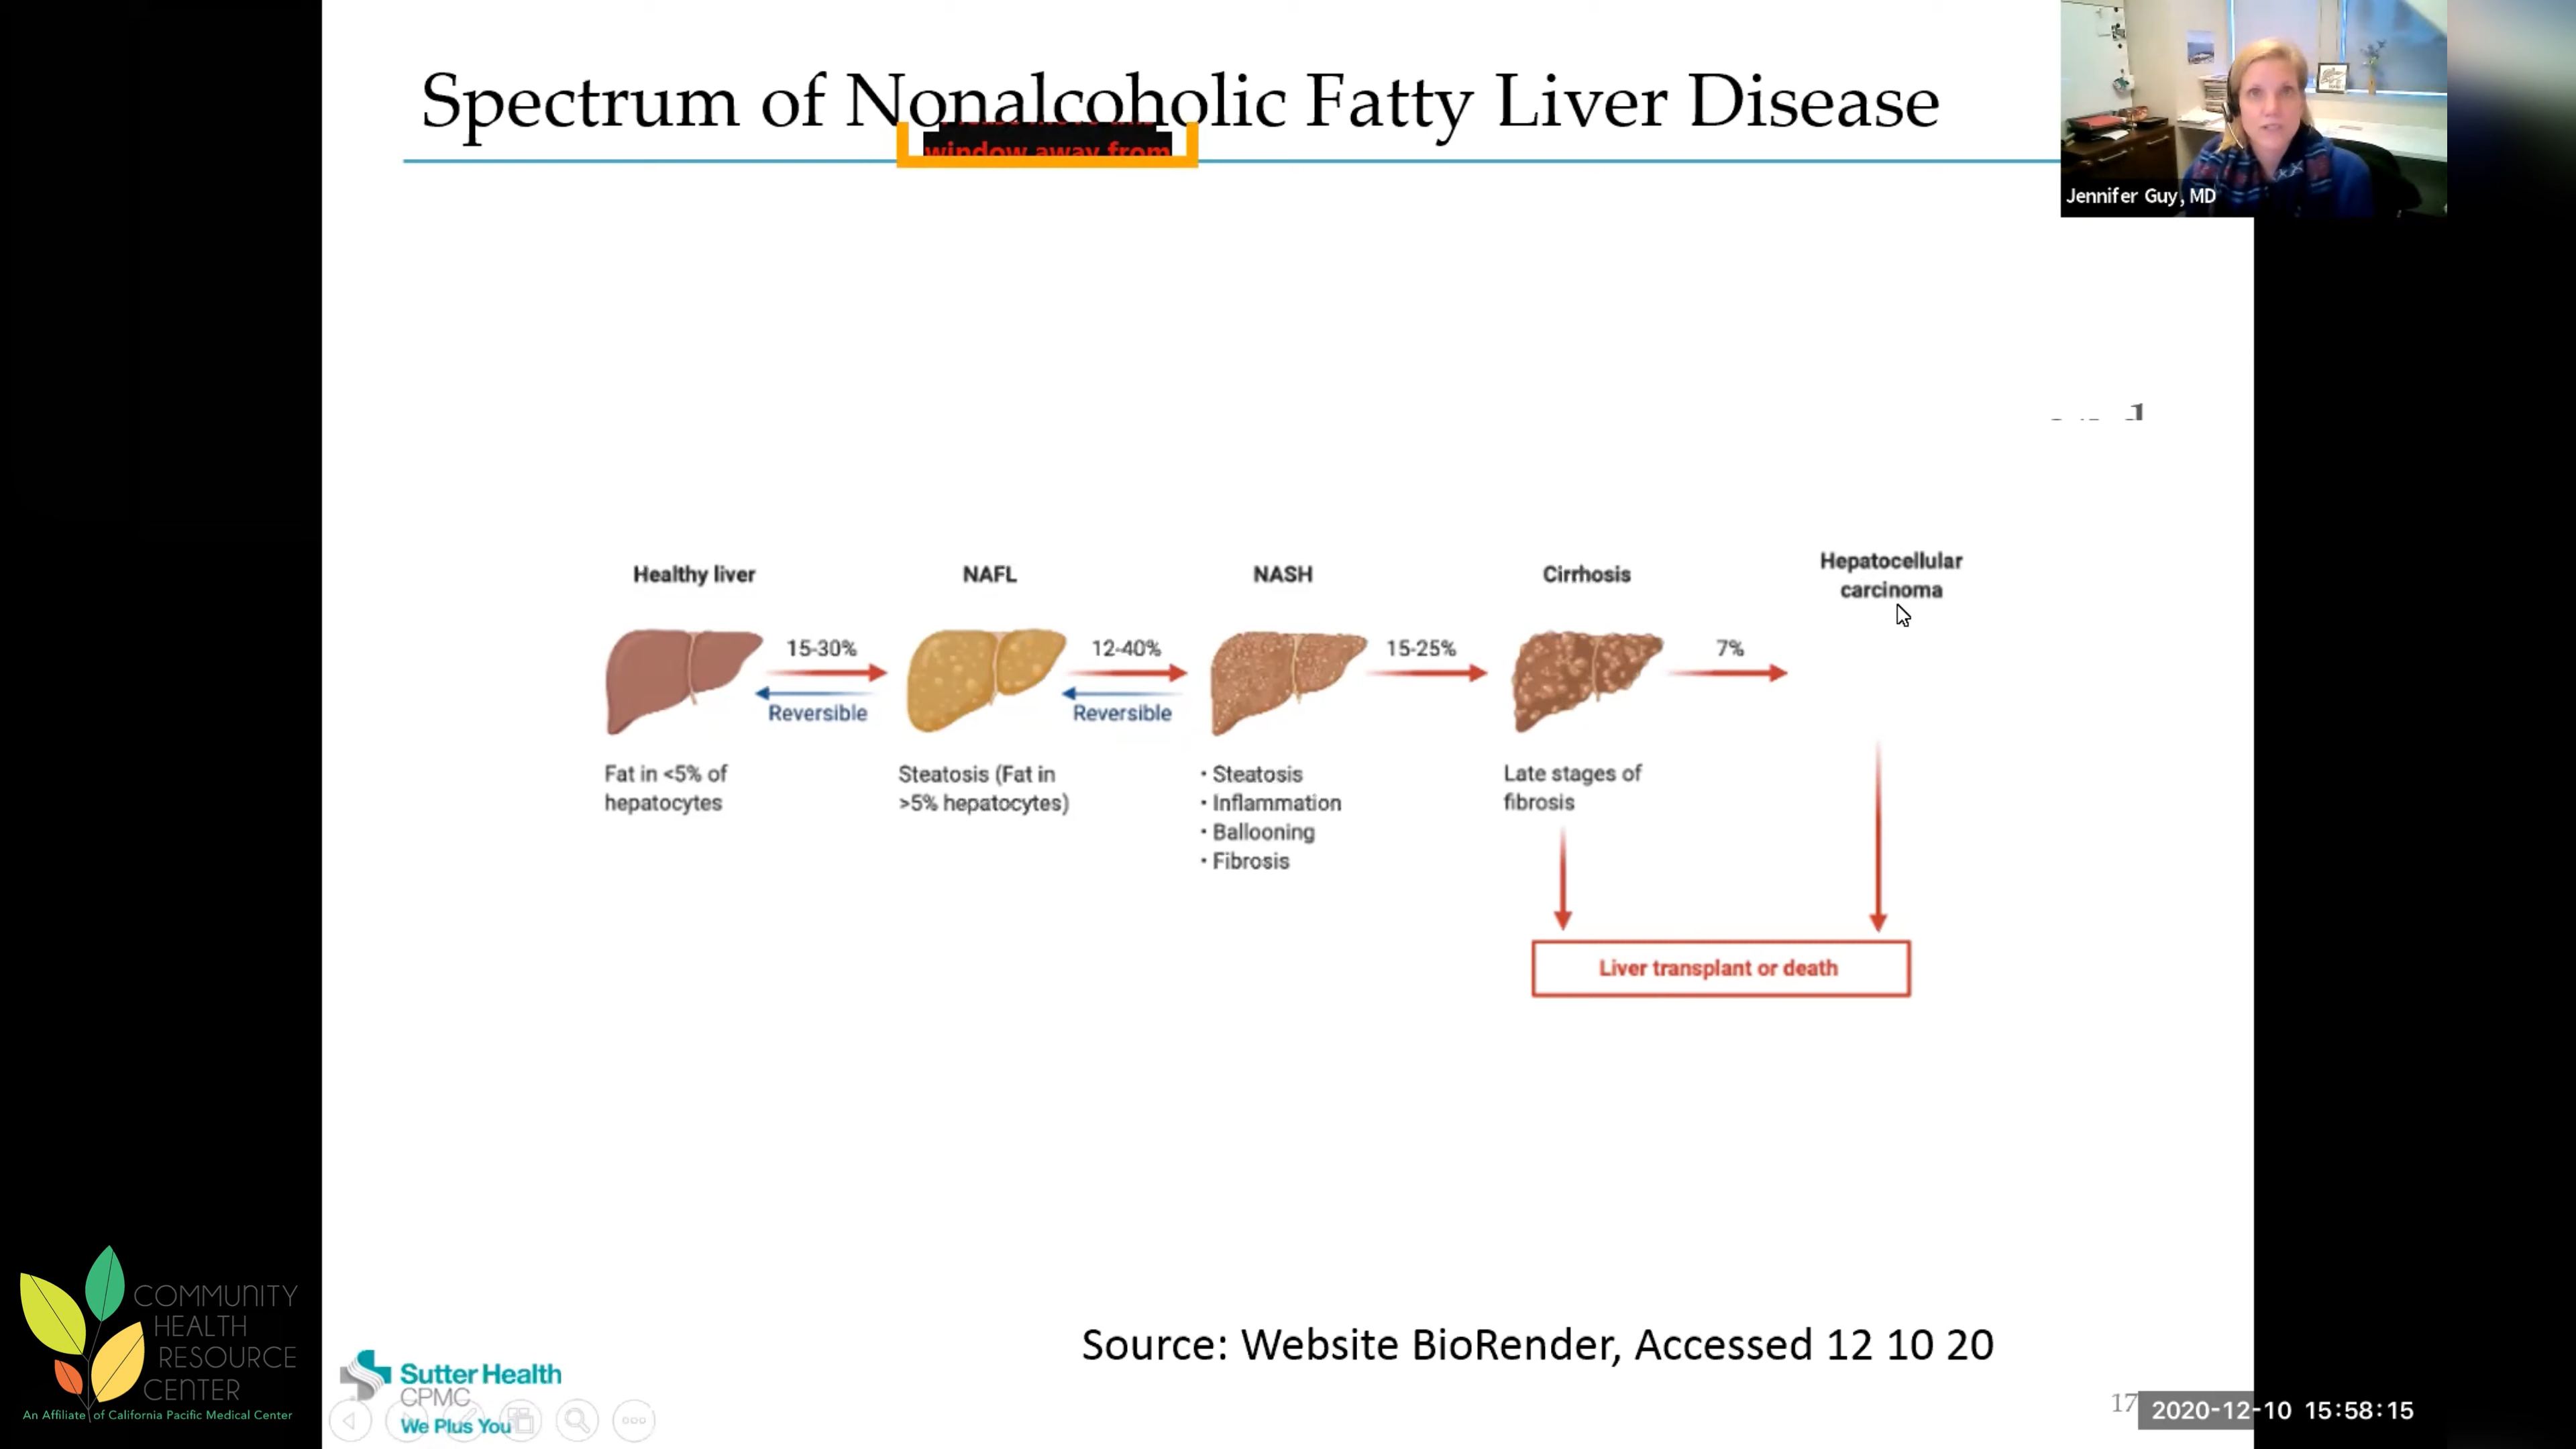 Spectrum of Nonalcoholic Fatty Liver Disease
window away from
Jennifer Guy, MD
Healthy liver
NAFL
NASH
Cirrhosis
Hepatocellular
carcinoma
15-30%
12-40%
15-25%
7%
Reversible
Reversible
Fat in <5% of
hepatocytes
Steatosis (Fat in
>5% hepatocytes)
· Steatosis
· Inflammation
· Ballooning
· Fibrosis
Late stages of
fibrosis
Liver transplant or death
Source: Website BioRender, Accessed 12 10 20
COMMUNITY
HEALTH
RESOURCE
CENTER
An Affiliate of California Pacific Medical Center
Sutter Health
CPMC
We Plus You
17
2020-12-10 15:58:15